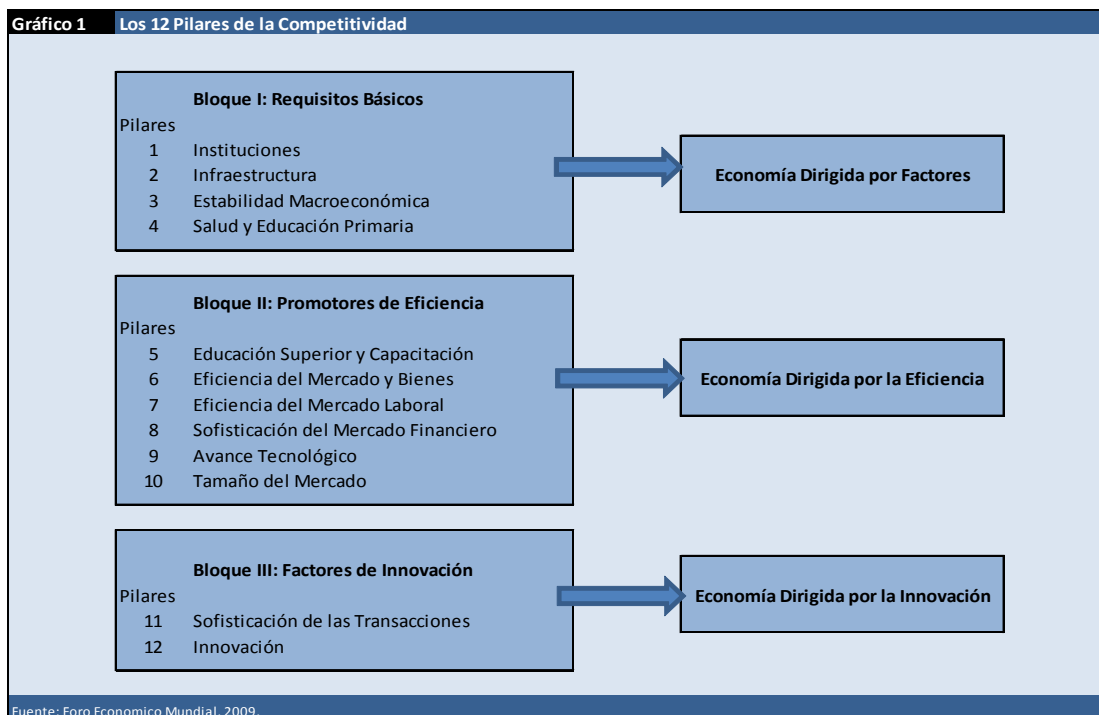 Gráfico 1 Los 12 Pilares de la Competitividad
Bloque I: Requisitos Básicos
Pilares
1 Instituciones
2 Infraestructura
3 Estabilidad Macroeconómica
4 Salud y Educación Primaria
Economía Dirigida por Factores
Bloque II: Promotores de Eficiencia
Pilares
5 Educación Superior y Capacitación
6 Eficiencia del Mercado y Bienes
7 Eficiencia del Mercado Laboral
8 Sofisticación del Mercado Financiero
9 Avance Tecnológico
10 Tamaño del Mercado
Economía Dirigida por la Eficiencia
Bloque III: Factores de Innovación
Pilares
11 Sofisticación de las Transacciones
12 Innovación
Economía Dirigida por la Innovación
Fuente: Foro Economico Mundial, 2009.